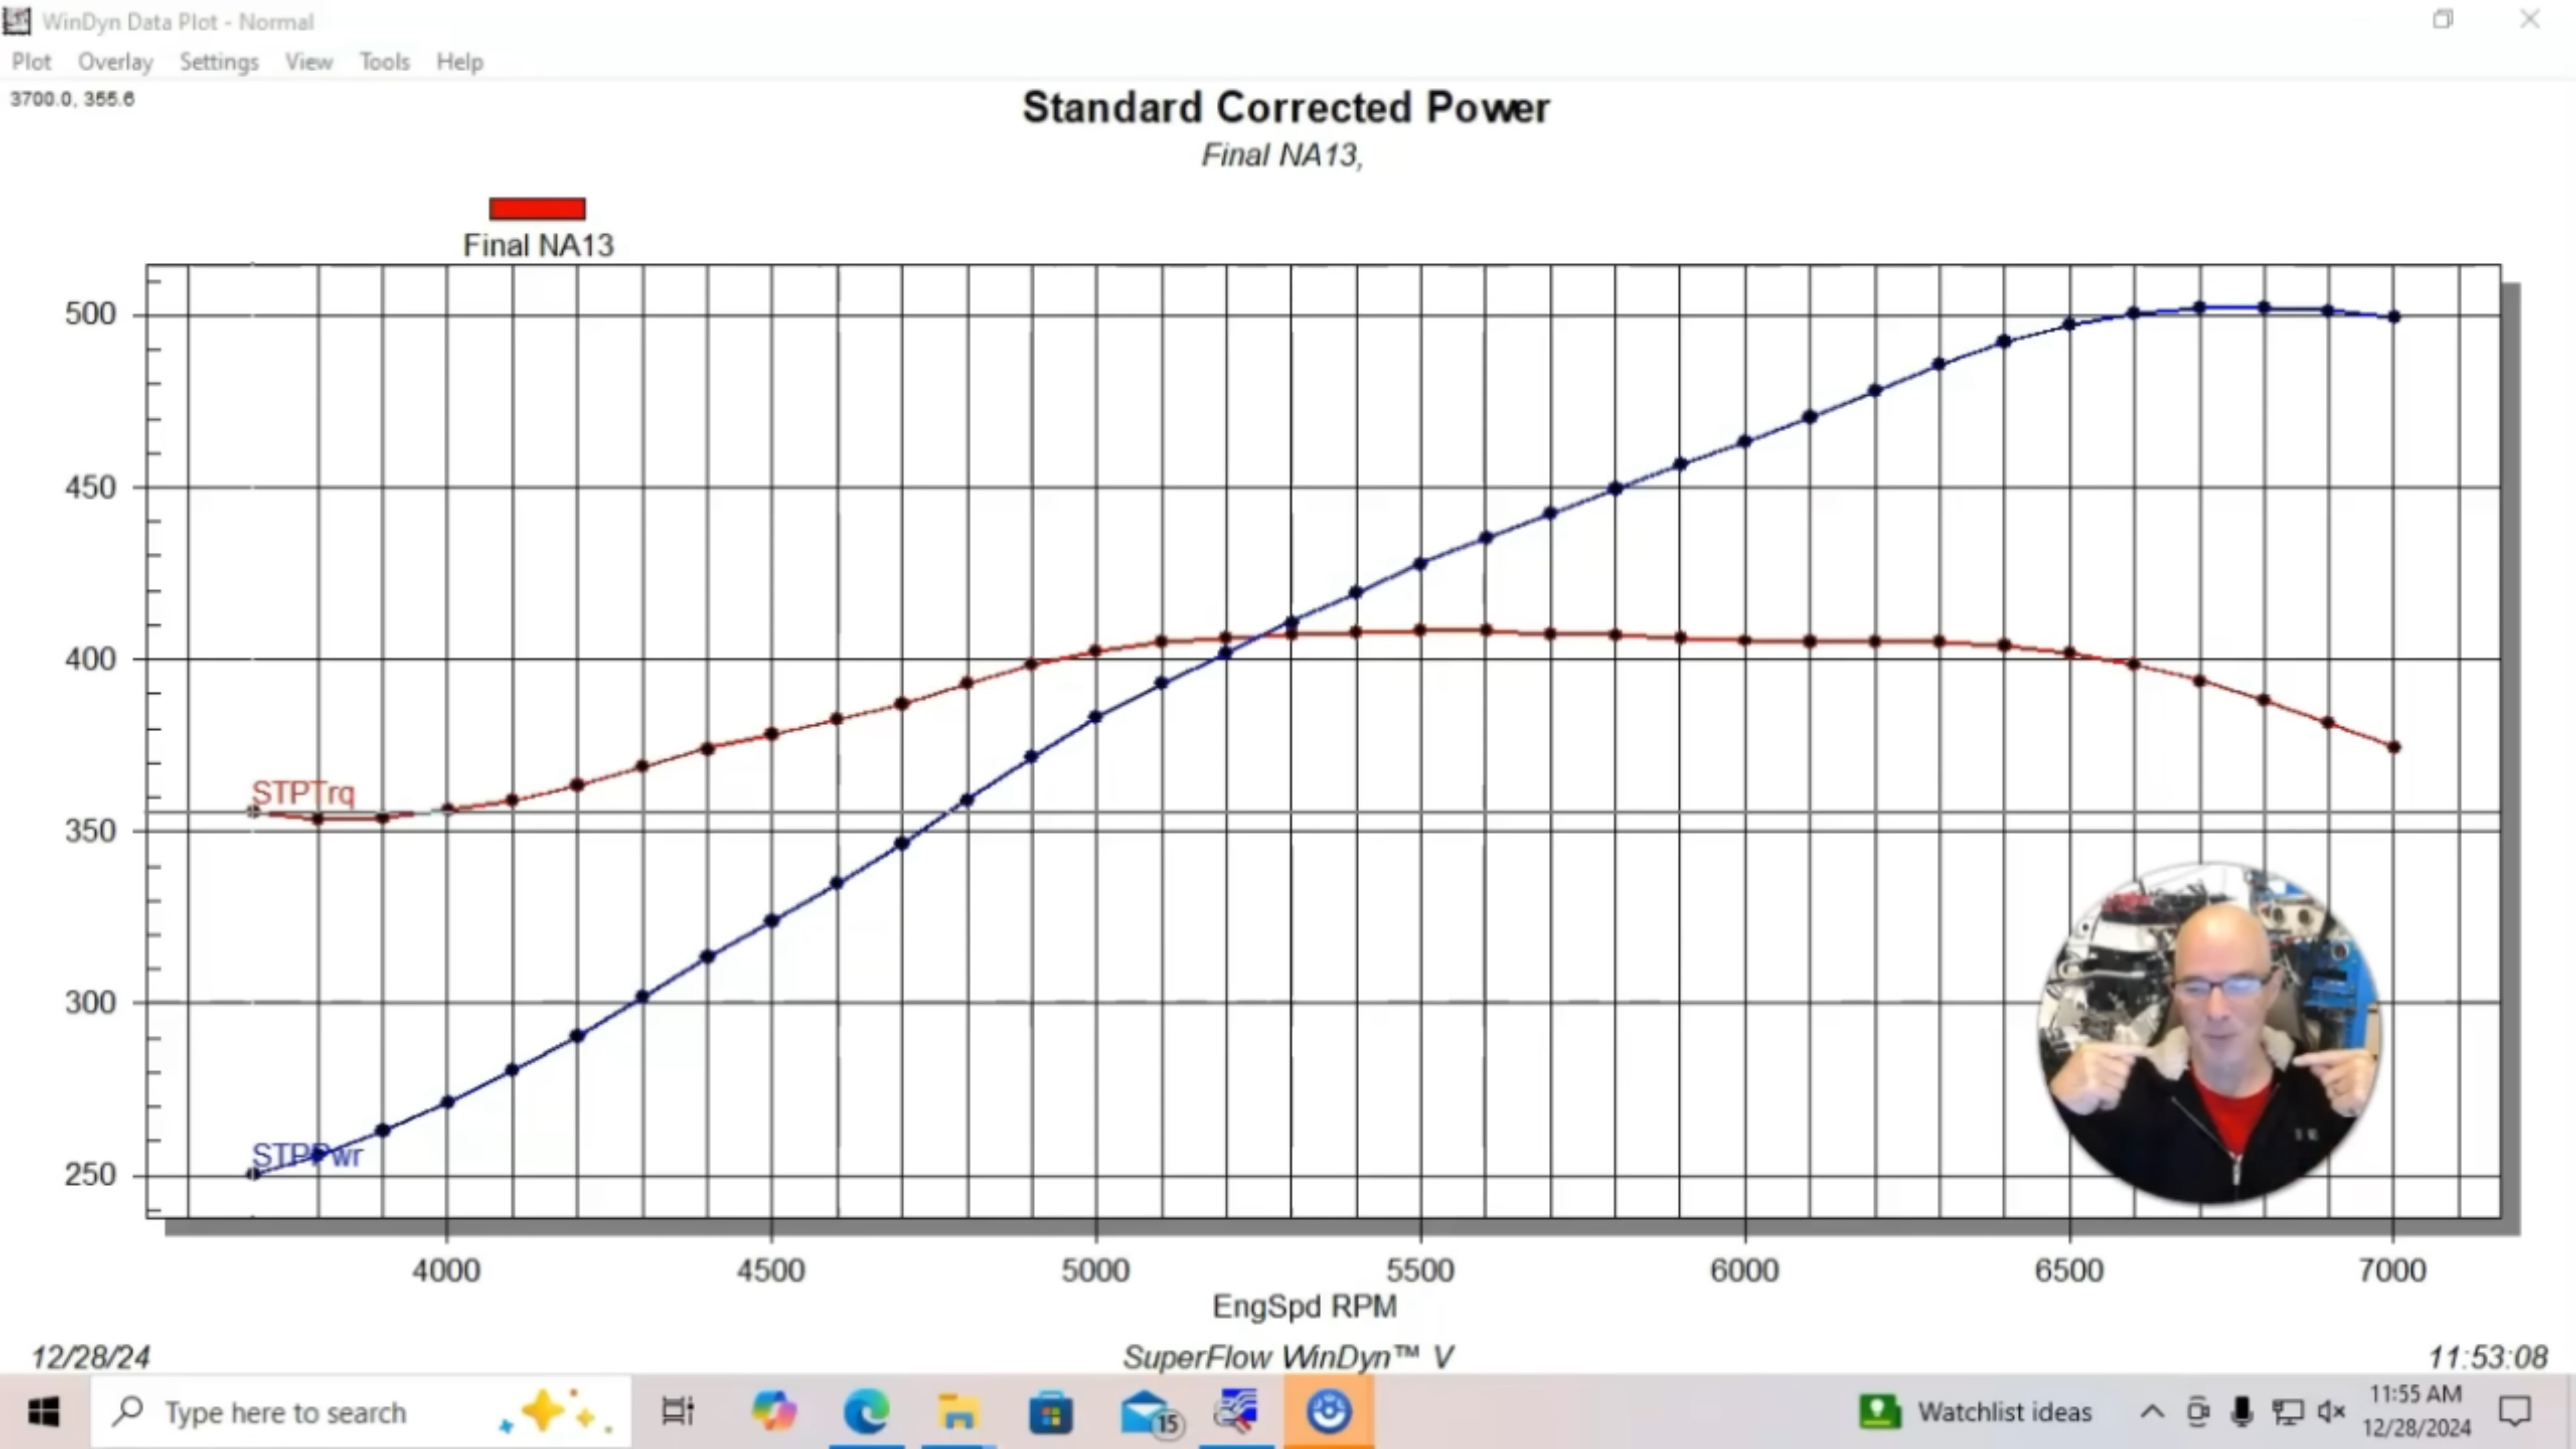 WinDyn Data Plot - Normal
Plot Overlay Settings View Tools Help
3700.0, 355.6
Standard Corrected Power
Final NA13,
Final NA13
500
450
400
350
300
250
STPTrq
STPPwr
4000 4500 5000 5500 6000 6500 7000
EngSpd RPM
12/28/24 SuperFlow WinDyn™ V 11:53:08
Type here to search 15 Watchlist ideas 11:55 AM
12/28/2024